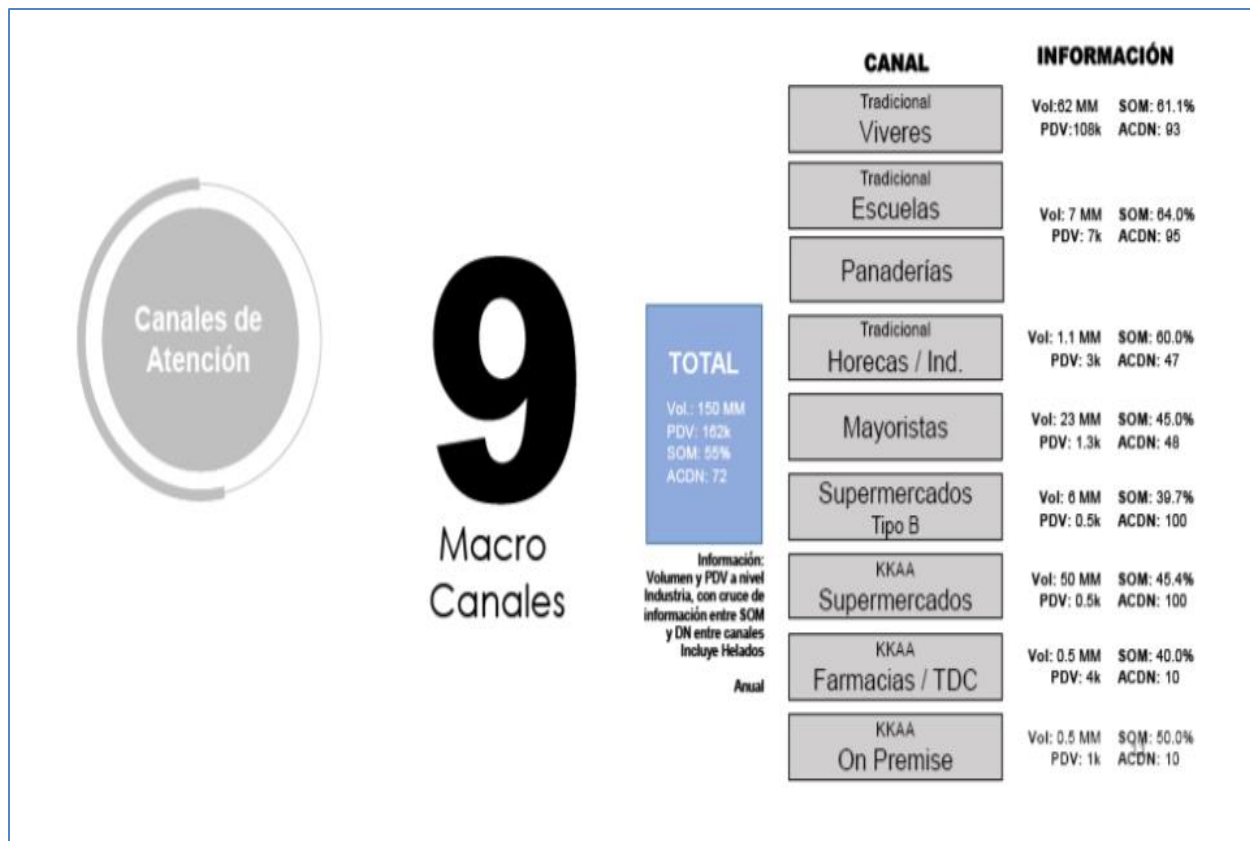 Canales de
Atención
9
Macro
Canales
TOTAL
Vol.: 150 MM
PDV: 162k
SOM: 55%
ACDN: 72
Información:
Volumen y PDV a nivel
Industria, con cruce de
información entre SOM
y DN entre canales
Incluye Helados
Anual
CANAL
INFORMACIÓN
Tradicional
Viveres
Vol:62 MM SOM: 61.1%
PDV:108k ACDN: 93
Tradicional
Escuelas
Vol: 7 MM SOM: 64.0%
PDV: 7k ACDN: 95
Panaderías
Tradicional
Horecas / Ind.
Vol: 1.1 MM SOM: 60.0%
PDV: 3k ACDN: 47
Mayoristas
Vol: 23 MM SOM: 45.0%
PDV: 1.3k ACDN: 48
Supermercados
Tipo B
Vol: 6 MM SOM: 39.7%
PDV: 0.5k ACDN: 100
KKAA
Supermercados
Vol: 50 MM SOM: 45.4%
PDV: 0.5k ACDN: 100
KKAA
Farmacias / TDC
Vol: 0.5 MM SOM: 40.0%
PDV: 4k ACDN: 10
KKAA
On Premise
Vol: 0.5 MM SOM: 50.0%
PDV: 1k ACDN: 10